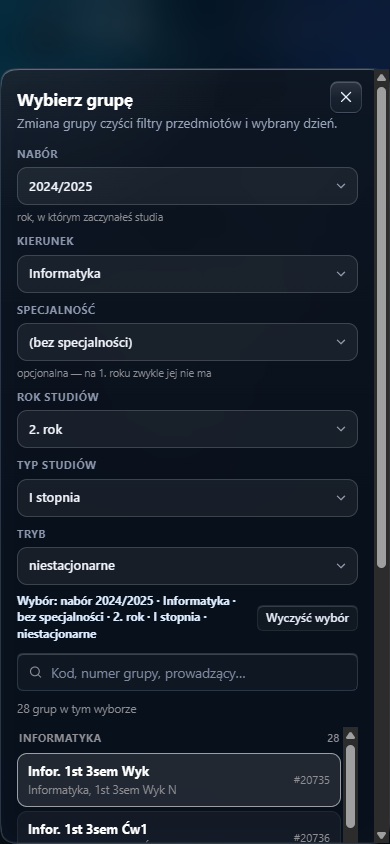 Wybierz grupę
Zmiana grupy czyści filtry przedmiotów i wybrany dzień.
NABÓR
2024/2025
rok, w którym zaczynałeś studia
KIERUNEK
Informatyka
SPECJALNOŚĆ
(bez specjalności)
opcjonalna — na 1. roku zwykle jej nie ma
ROK STUDIÓW
2. rok
TYP STUDIÓW
I stopnia
TRYB
niestacjonarne
Wybór: nabór 2024/2025 · Informatyka ·
bez specjalności · 2. rok · I stopnia ·
niestacjonarne
Wyczyść wybór
Kod, numer grupy, prowadzący...
28 grup w tym wyborze
INFORMATYKA 28
Infor. 1st 3sem Wyk
Informatyka, 1st 3sem Wyk N
#20735
Infor. 1st 3sem Ćw1
#20736